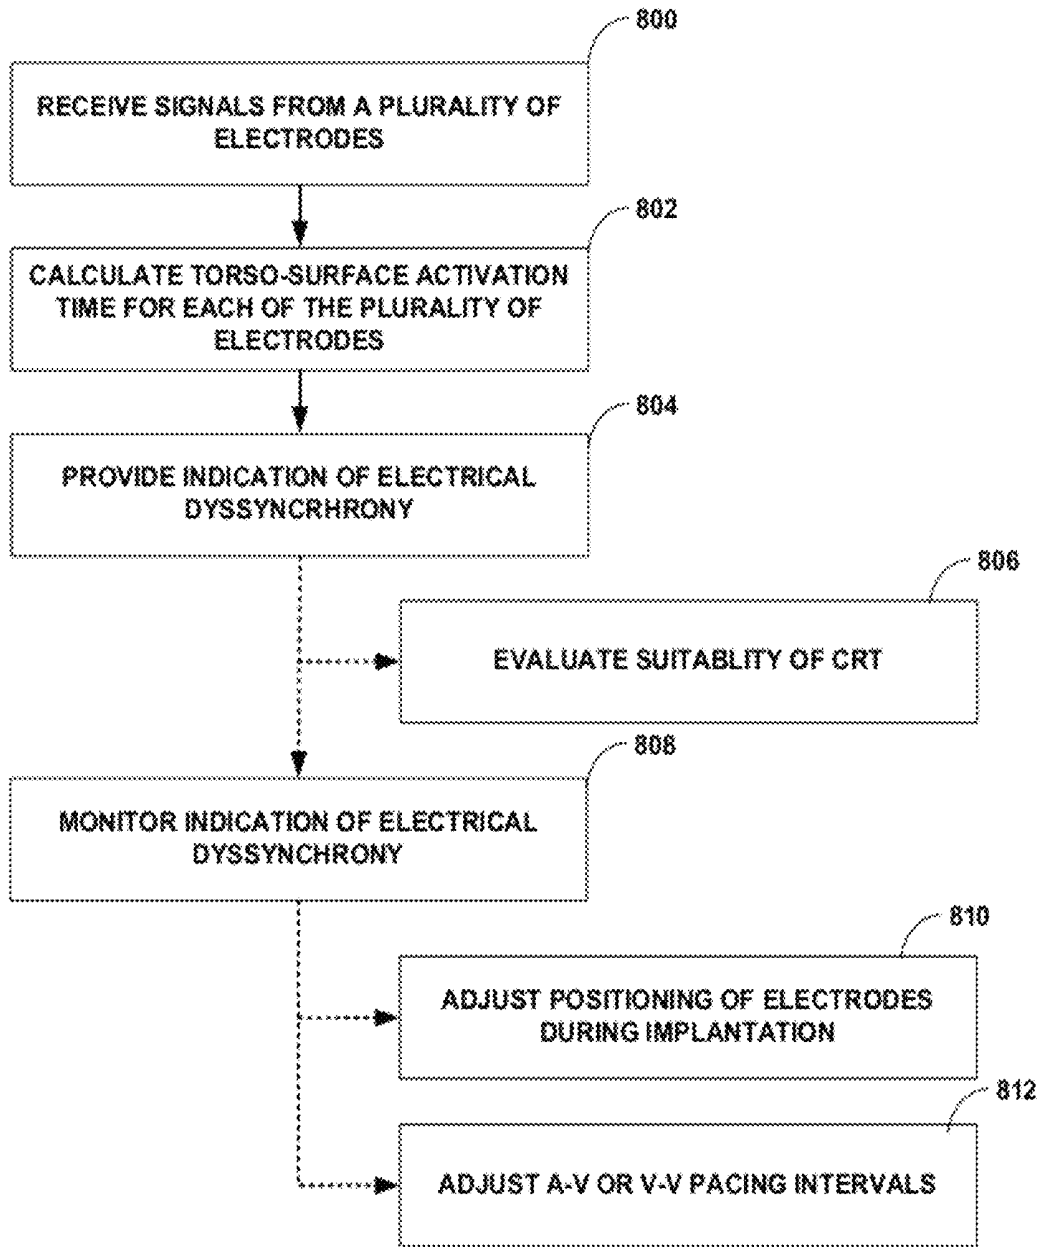 800
RECEIVE SIGNALS FROM A PLURALITY OF
ELECTRODES
802
CALCULATE TORSO-SURFACE ACTIVATION
TIME FOR EACH OF THE PLURALITY OF
ELECTRODES
804
PROVIDE INDICATION OF ELECTRICAL
DYSSYNCRHRONY
806
EVALUATE SUITABLITY OF CRT
808
MONITOR INDICATION OF ELECTRICAL
DYSSYNCHRONY
810
ADJUST POSITIONING OF ELECTRODES
DURING IMPLANTATION
812
ADJUST A-V OR V-V PACING INTERVALS